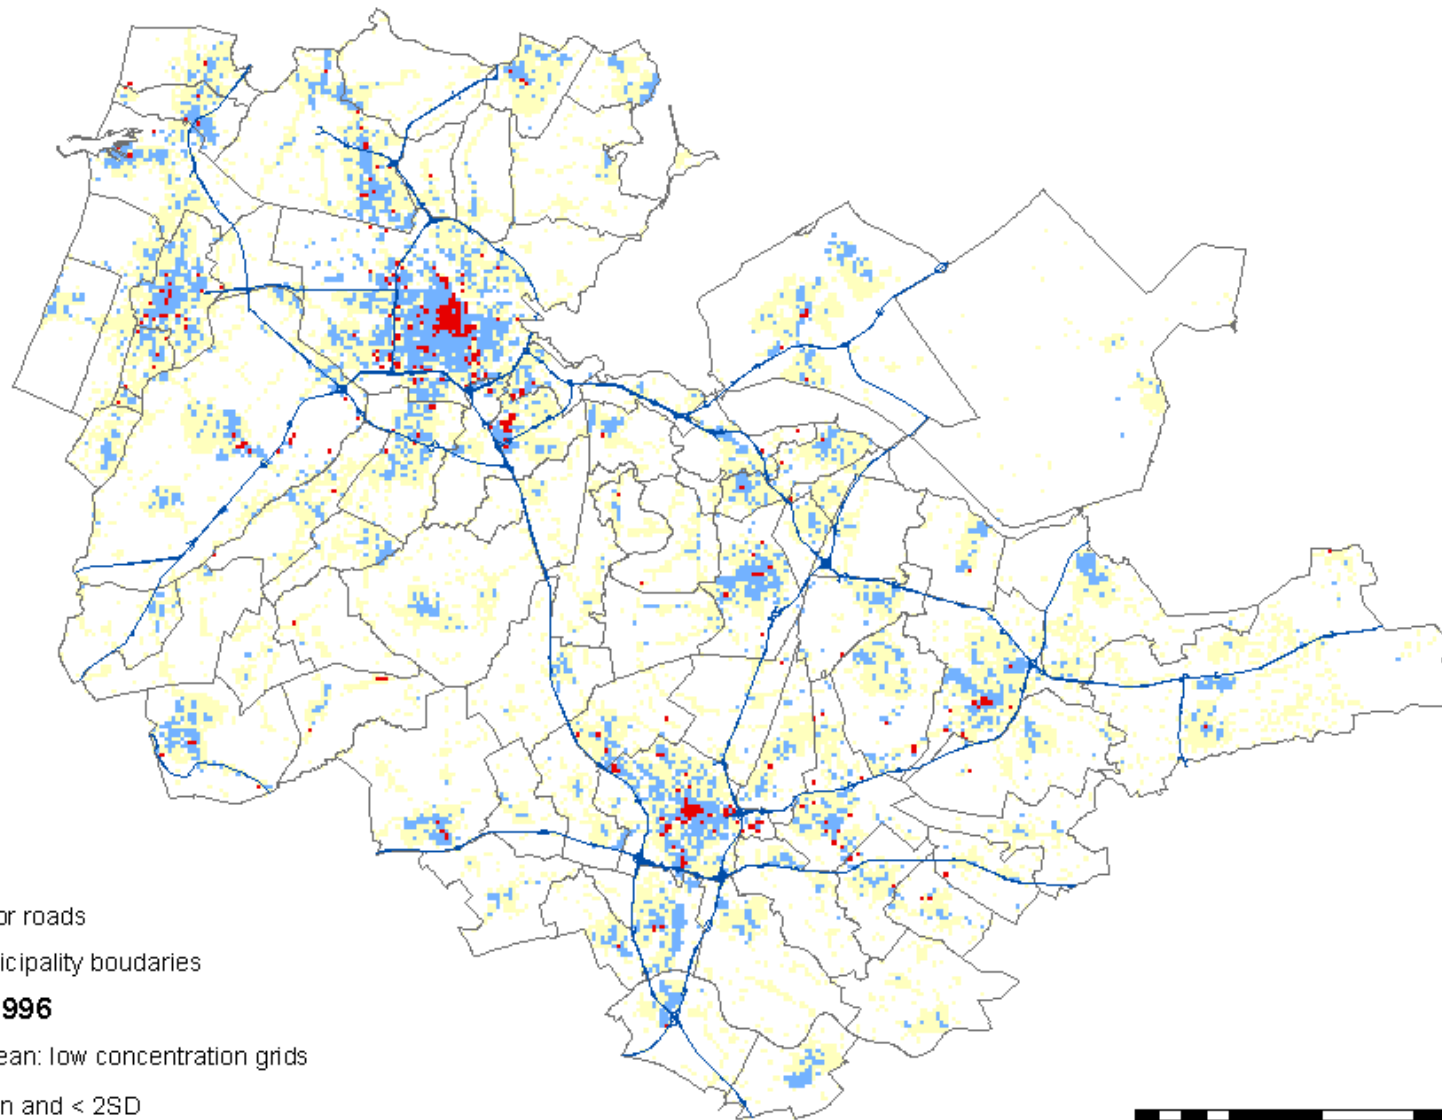 or roads
icipality boudaries
996
ean: low concentration grids
n and < 2SD